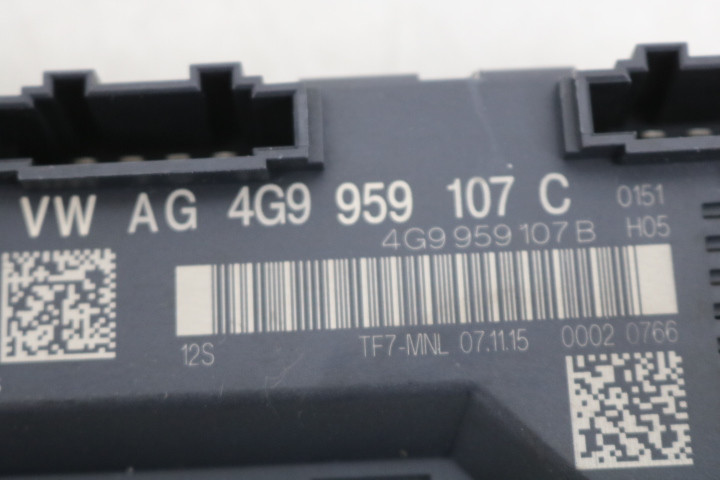 VW AG 4G9 959 107 C 0151
4G9 959 107 B H05
12S TF7-MNL 07.11.15 0002 0766